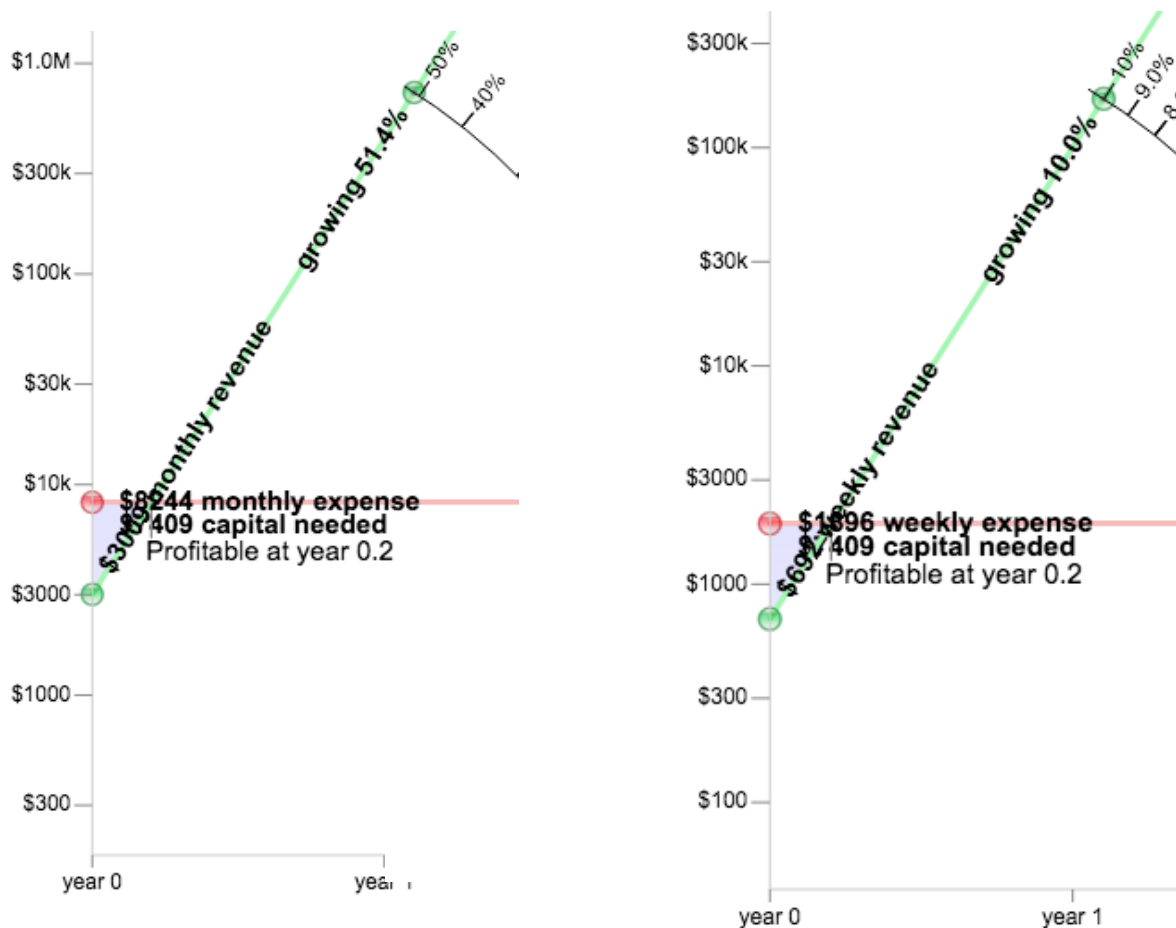 $1.0M
$300k
$100k
$30k
$10k
$3000
$1000
$300
year 0
50%
40%
growing 51.4%
monthly revenue
monthly expense
409 capital needed
Profitable at year 0.2
$300k
$100k
$30k
$10k
$3000
$1000
$300
$100
year 0
year 1
10%
9.0%
growing 10.0%
weekly revenue
weekly expense
409 capital needed
Profitable at year 0.2